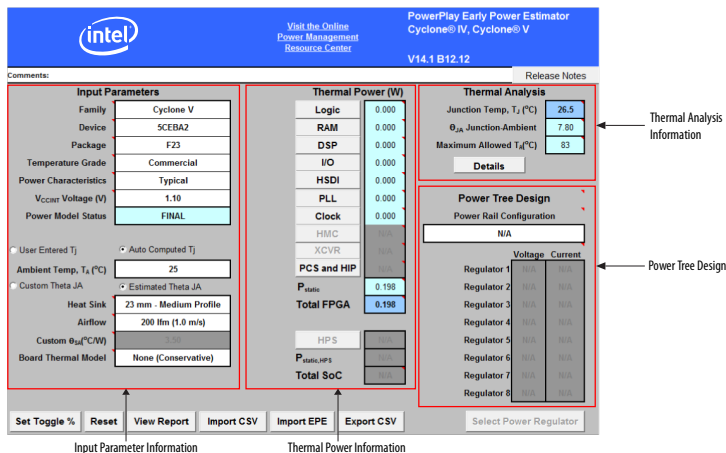 intel
Visit the Online
Power Management
Resource Center
PowerPlay Early Power Estimator
Cyclone® IV, Cyclone® V
V14.1 B12.12
Comments:
Release Notes
Input Parameters
Family Cyclone V
Device 5CEBA2
Package F23
Temperature Grade Commercial
Power Characteristics Typical
VCCINT Voltage (V) 1.10
Power Model Status FINAL
User Entered Tj Auto Computed Tj
Ambient Temp, TA (°C) 25
Custom Theta JA Estimated Theta JA
Heat Sink 23 mm - Medium Profile
Airflow 200 lfm (1.0 m/s)
Custom θSA(°C/W) 3.50
Board Thermal Model None (Conservative)
Thermal Power (W)
Logic 0.000
RAM 0.000
DSP 0.000
I/O 0.000
HSDI 0.000
PLL 0.000
Clock 0.000
HMC N/A
XCVR N/A
PCS and HIP N/A
Pstatic 0.198
Total FPGA 0.198
HPS N/A
Pstatic,HPS N/A
Total SoC N/A
Thermal Analysis
Junction Temp, TJ (°C) 26.5
θJA Junction-Ambient 7.80
Maximum Allowed TA(°C) 83
Details
Power Tree Design
Power Rail Configuration
N/A
Voltage Current
Regulator 1 N/A N/A
Regulator 2 N/A N/A
Regulator 3 N/A N/A
Regulator 4 N/A N/A
Regulator 5 N/A N/A
Regulator 6 N/A N/A
Regulator 7 N/A N/A
Regulator 8 N/A N/A
Thermal Analysis
Information
Power Tree Design
Set Toggle % Reset View Report Import CSV Import EPE Export CSV Select Power Regulator
Input Parameter Information
Thermal Power Information